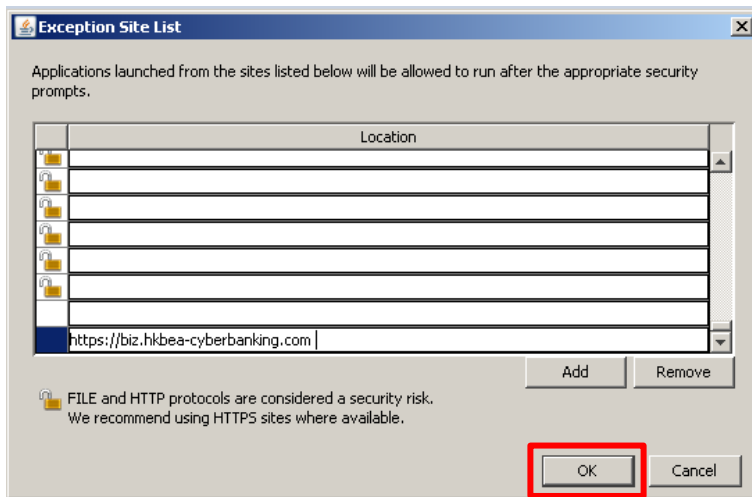 Exception Site List
Applications launched from the sites listed below will be allowed to run after the appropriate security
prompts.
Location
https://biz.hkbea-cyberbanking.com
Add
Remove
FILE and HTTP protocols are considered a security risk.
We recommend using HTTPS sites where available.
OK
Cancel